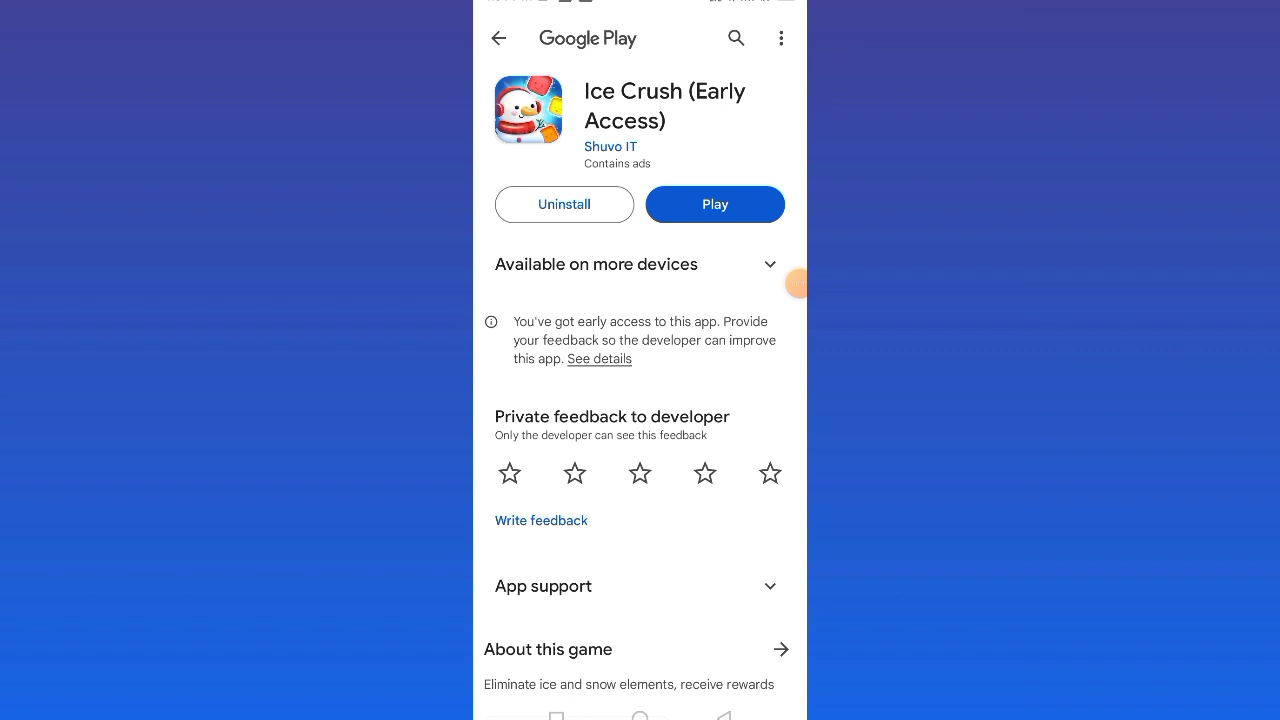 Google Play
Ice Crush (Early
Access)
Shuvo IT
Contains ads
Uninstall
Play
Available on more devices
You've got early access to this app. Provide
your feedback so the developer can improve
this app. See details
Private feedback to developer
Only the developer can see this feedback
Write feedback
App support
About this game
Eliminate ice and snow elements, receive rewards